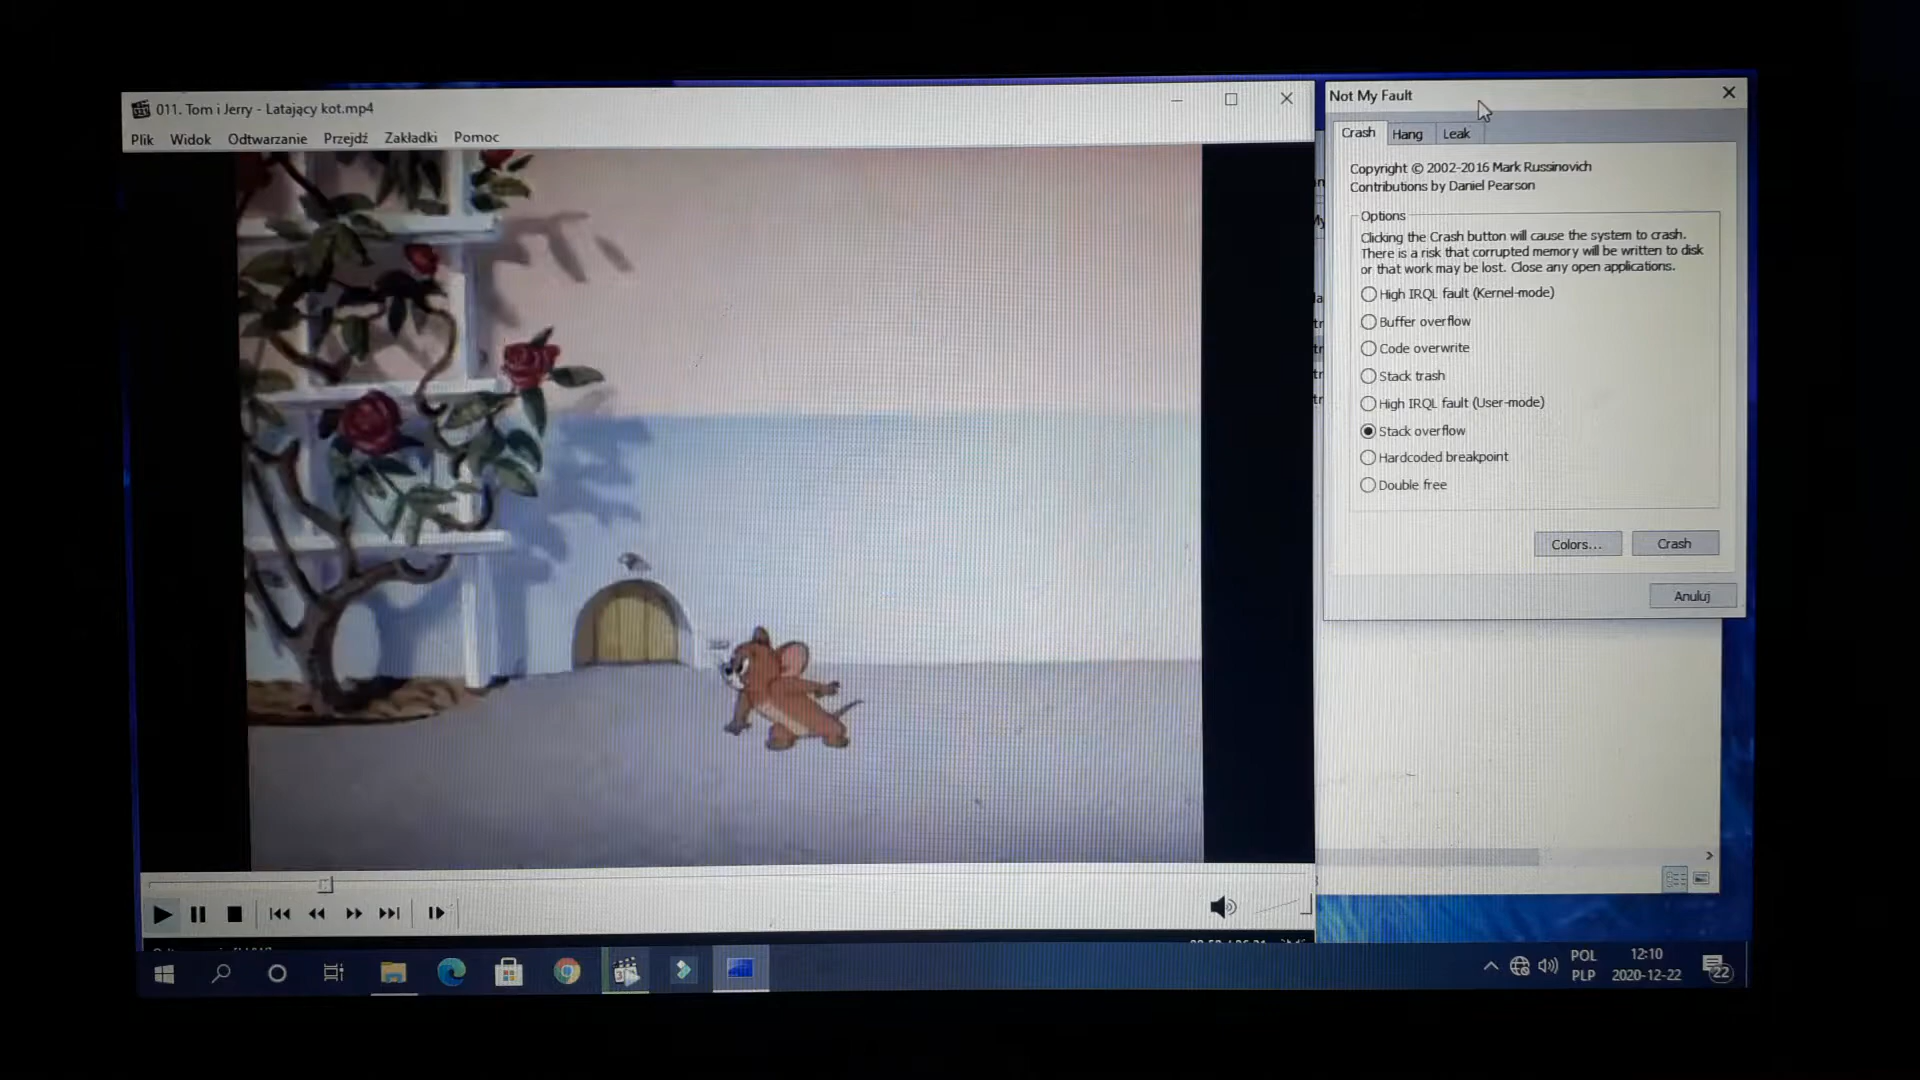 011. Tom i Jerry - Latający kot.mp4
Plik Widok Odtwarzanie Przejdź Zakładki Pomoc
Not My Fault
Crash Hang Leak
Copyright © 2002-2016 Mark Russinovich
Contributions by Daniel Pearson
Options
Clicking the Crash button will cause the system to crash.
There is a risk that corrupted memory will be written to disk
or that work may be lost. Close any open applications.
High IRQL fault (Kernel-mode)
Buffer overflow
Code overwrite
Stack trash
High IRQL fault (User-mode)
Stack overflow
Hardcoded breakpoint
Double free
Colors... Crash
Anuluj
POL 12:10
PLP 2020-12-22
22